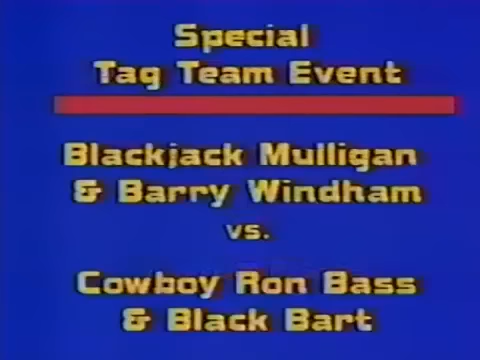 Special
Tag Team Event
Blackjack Mulligan
& Barry Windham
vs.
Cowboy Ron Bass
& Black Bart